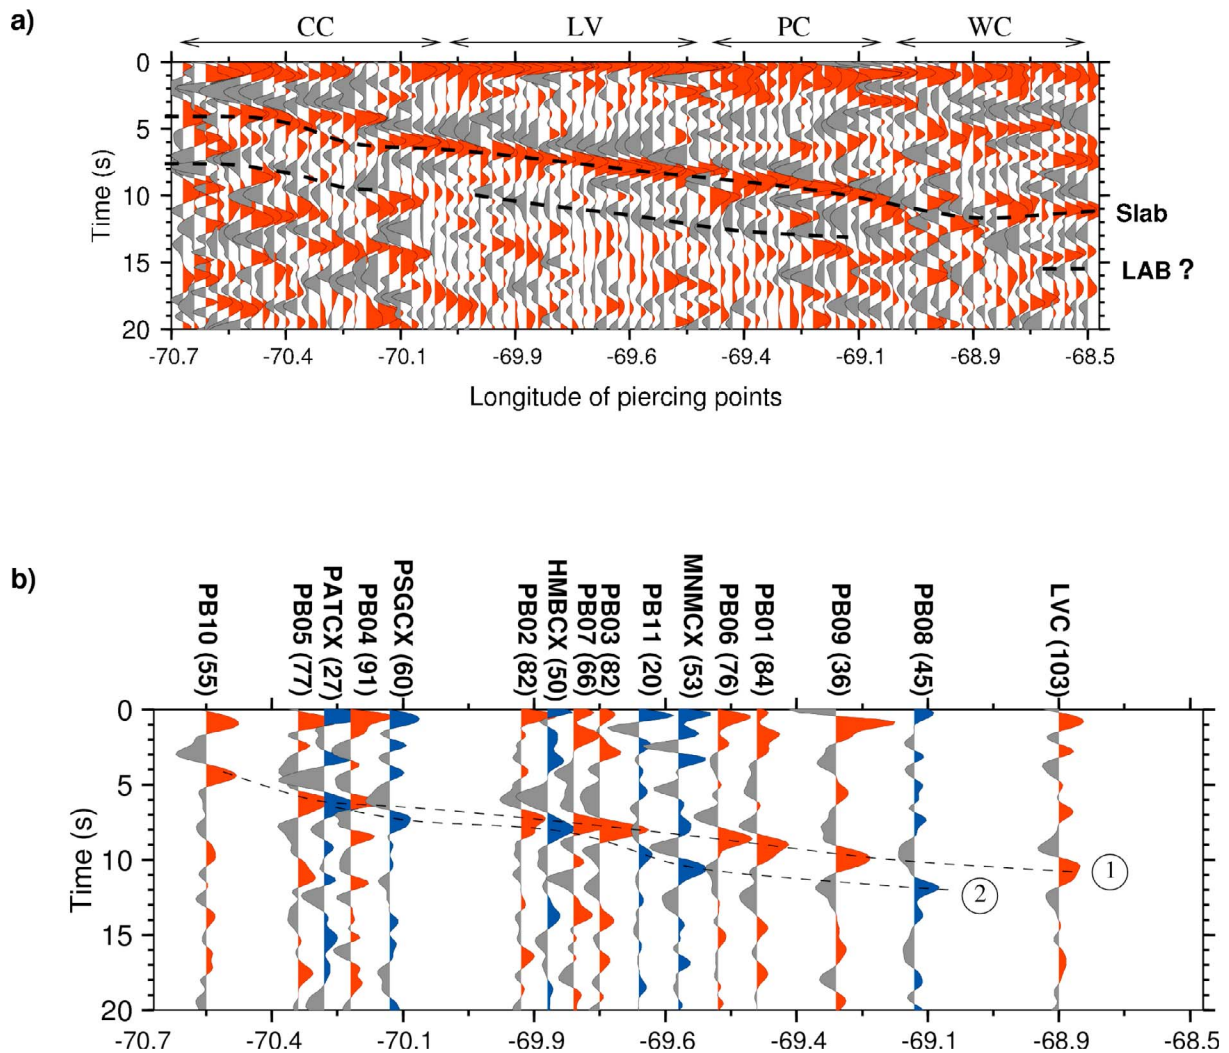 a)
CC LV PC WC
0
5
10
15
20
Time (s)
Slab
LAB ?
-70.7 -70.4 -70.1 -69.9 -69.6 -69.4 -69.1 -68.9 -68.5
Longitude of piercing points
b)
PB10 (55)
PB05 (77)
PATCX (27)
PB04 (91)
PSGCX (60)
PB02 (82)
HMBCX (50)
PB07 (66)
PB03 (82)
PB11 (20)
MNMCX (53)
PB06 (76)
PB01 (84)
PB09 (36)
PB08 (45)
LVC (103)
0
5
10
15
20
Time (s)
1
2
-70.7 -70.4 -70.1 -69.9 -69.6 -69.4 -69.1 -68.9 -68.5